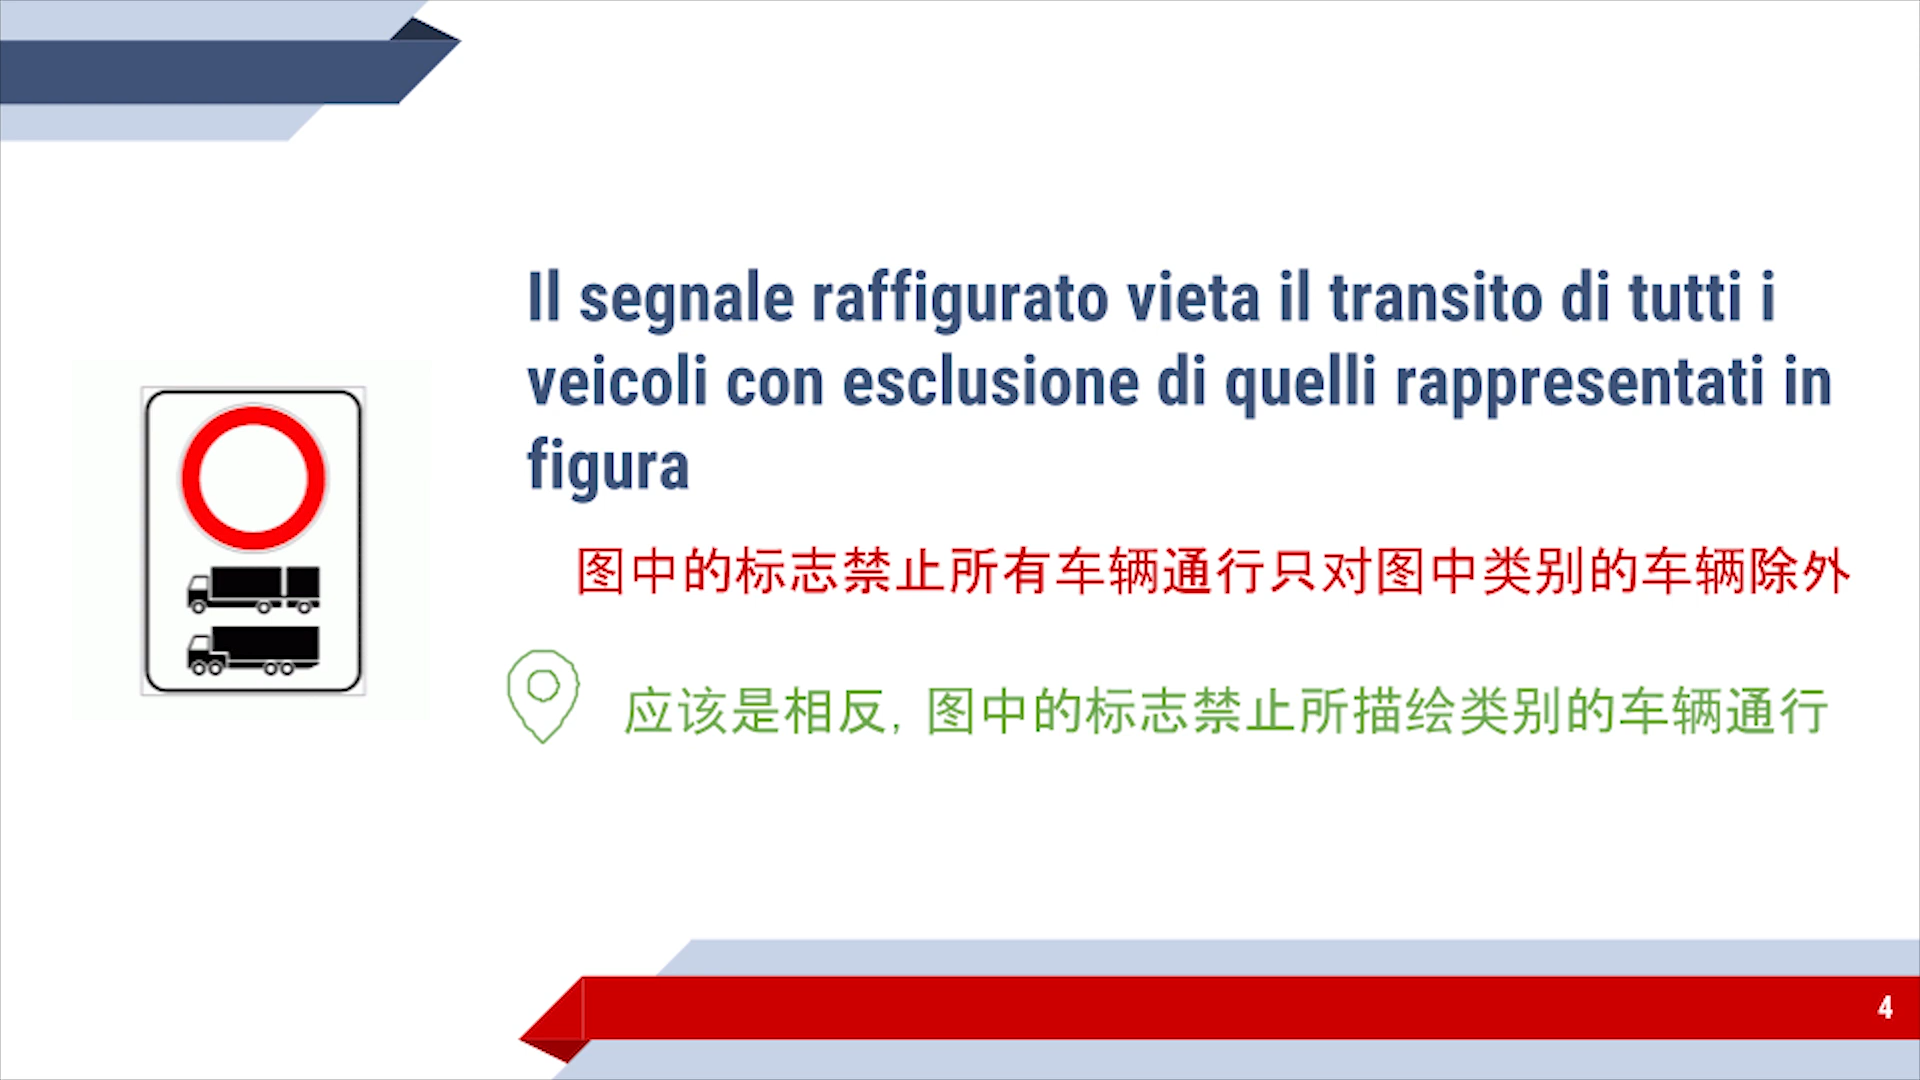 Il segnale raffigurato vieta il transito di tutti i
veicoli con esclusione di quelli rappresentati in
figura
图中的标志禁止所有车辆通行只对图中类别的车辆除外
应该是相反, 图中的标志禁止所描绘类别的车辆通行
4